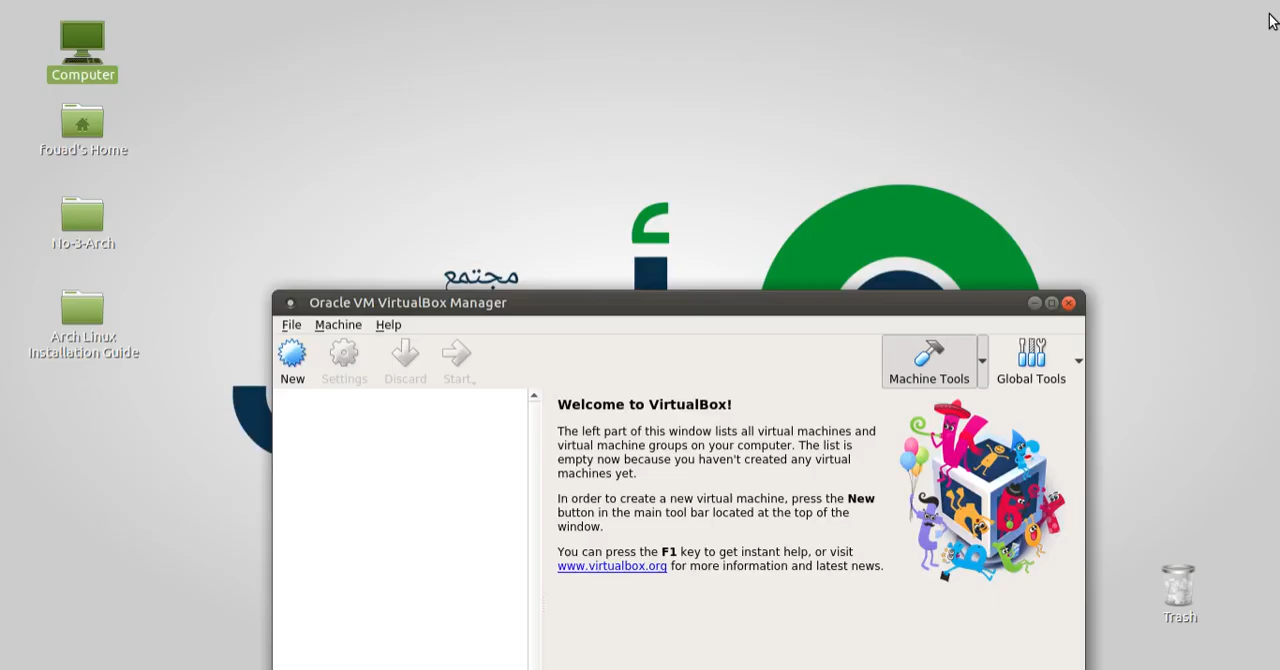 Computer
fouad's Home
No-3-Arch
Arch Linux
Installation Guide
مجتمع
أ
Oracle VM VirtualBox Manager
File Machine Help
New Settings Discard Start
Machine Tools Global Tools
Welcome to VirtualBox!
The left part of this window lists all virtual machines and
virtual machine groups on your computer. The list is
empty now because you haven't created any virtual
machines yet.
In order to create a new virtual machine, press the New
button in the main tool bar located at the top of the
window.
You can press the F1 key to get instant help, or visit
www.virtualbox.org for more information and latest news.
Trash